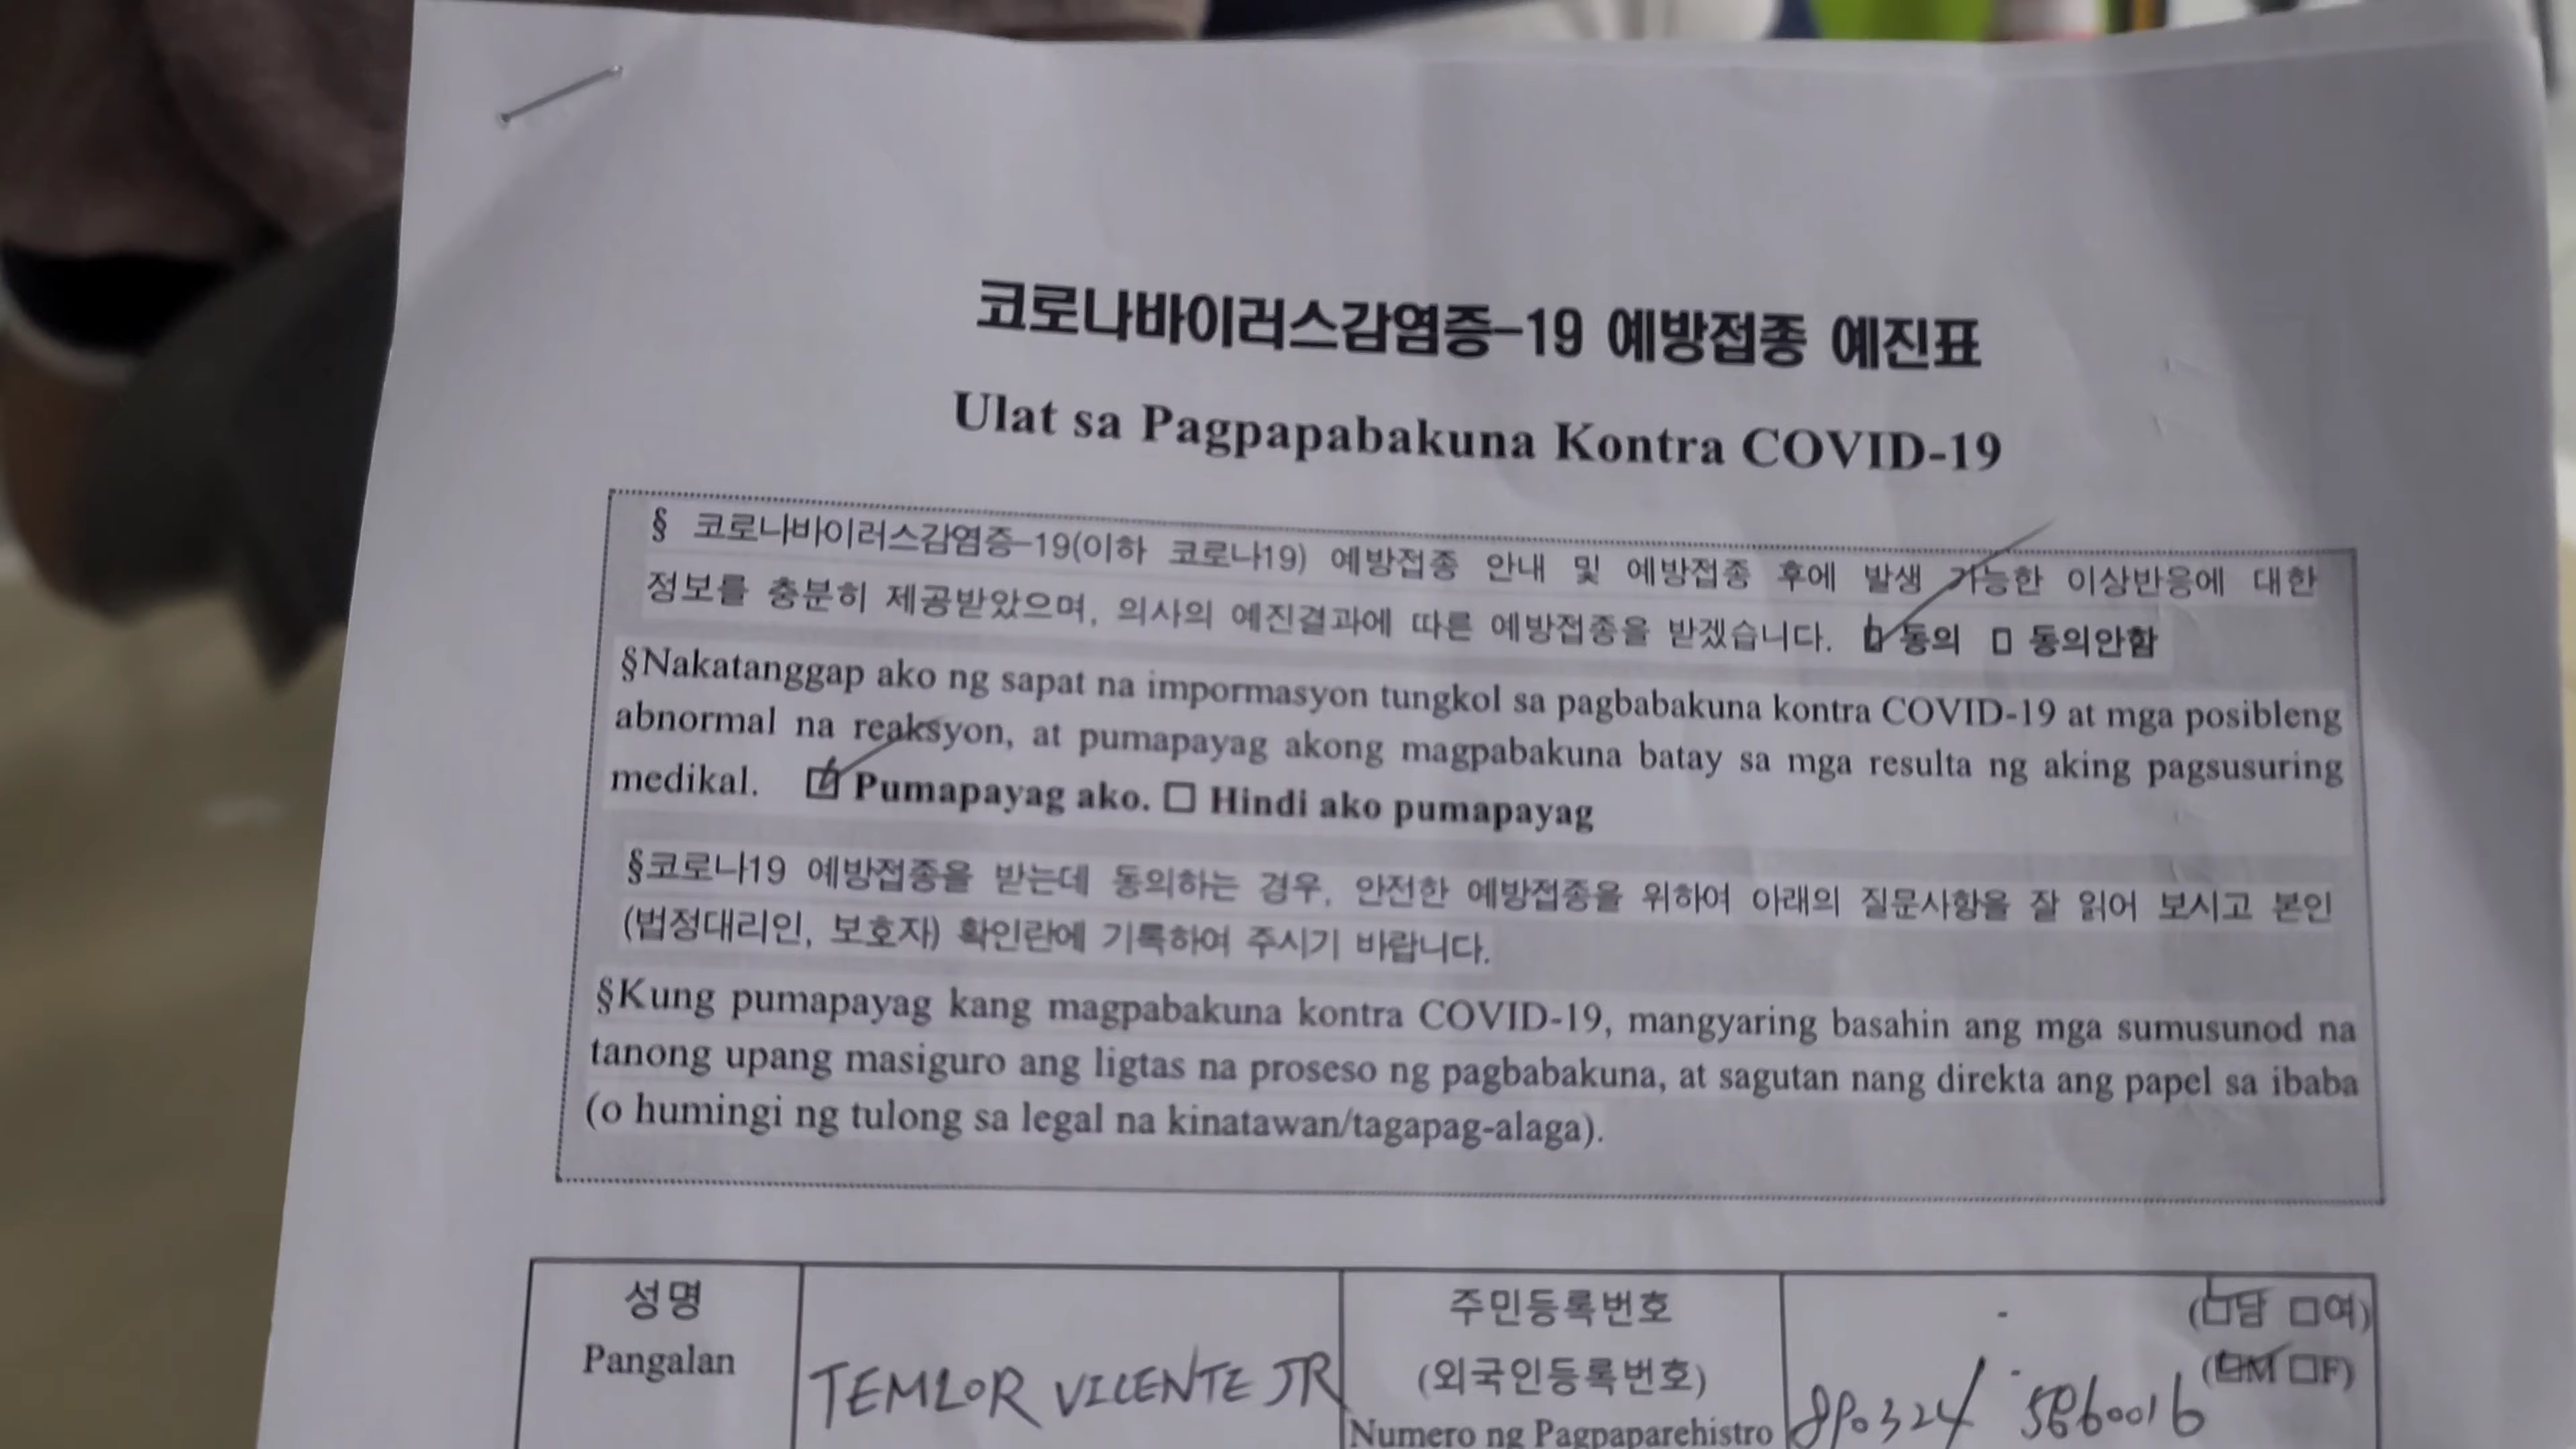 코로나바이러스감염증-19 예방접종 예진표
Ulat sa Pagpapabakuna Kontra COVID-19
§ 코로나바이러스감염증-19(이하 코로나19) 예방접종 안내 및 예방접종 후에 발생 가능한 이상반응에 대한
정보를 충분히 제공받았으며, 의사의 예진결과에 따른 예방접종을 받겠습니다. ☑ 동의 □ 동의안함
§Nakatanggap ako ng sapat na impormasyon tungkol sa pagbabakuna kontra COVID-19 at mga posibleng
abnormal na reaksyon, at pumapayag akong magpabakuna batay sa mga resulta ng aking pagsusuring
medikal. ☑ Pumapayag ako. □ Hindi ako pumapayag
§코로나19 예방접종을 받는데 동의하는 경우, 안전한 예방접종을 위하여 아래의 질문사항을 잘 읽어 보시고 본인
(법정대리인, 보호자) 확인란에 기록하여 주시기 바랍니다.
§Kung pumapayag kang magpabakuna kontra COVID-19, mangyaring basahin ang mga sumusunod na
tanong upang masiguro ang ligtas na proseso ng pagbabakuna, at sagutan nang direkta ang papel sa ibaba
(o humingi ng tulong sa legal na kinatawan/tagapag-alaga).
성명
Pangalan
TEMLOR VICENTE JR
주민등록번호
(외국인등록번호)
Numero ng Pagpaparehistro
-
(☑남 □여)
(☑M □F)